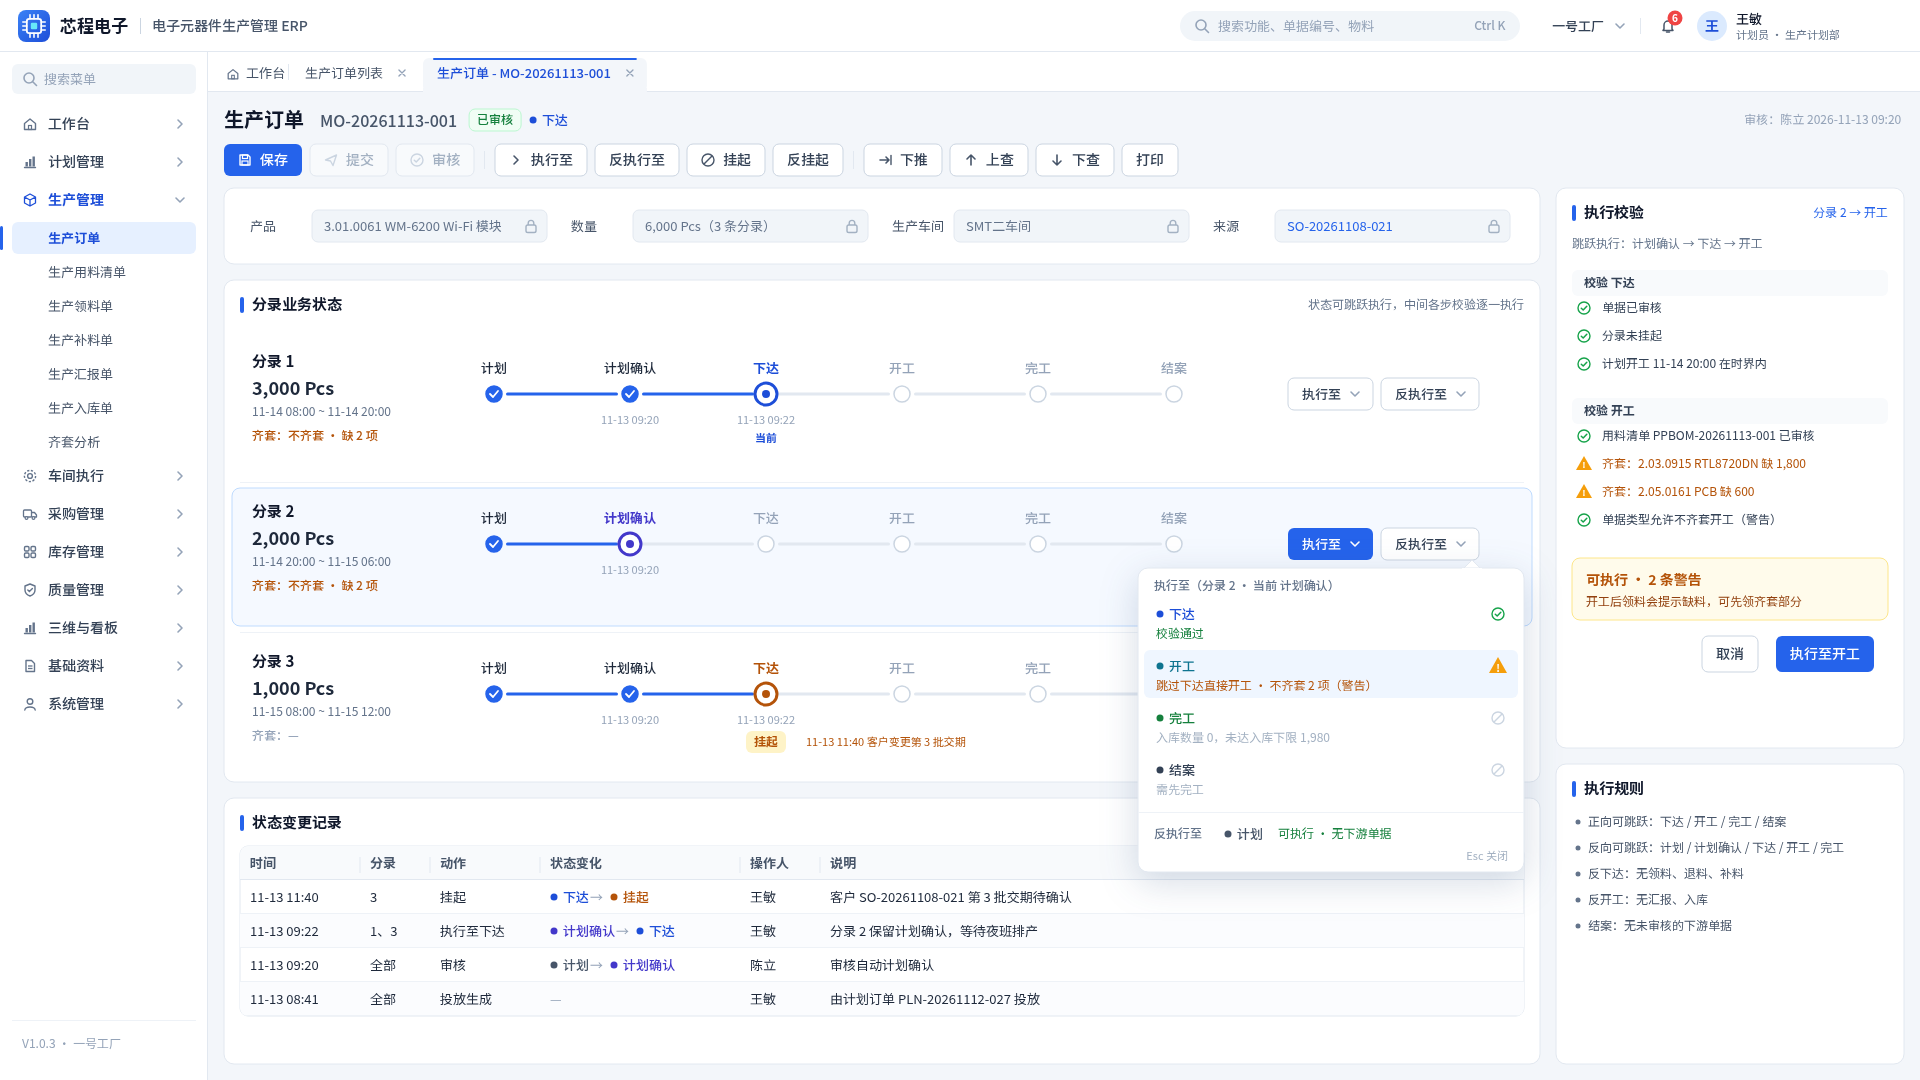 芯程电子 电子元器件生产管理 ERP 搜索功能、单据编号、物料 Ctrl K 一号工厂 6 王 王敏
计划员 · 生产计划部
搜索菜单
工作台
计划管理
生产管理
生产订单
生产用料清单
生产领料单
生产补料单
生产汇报单
生产入库单
齐套分析
车间执行
采购管理
库存管理
质量管理
三维与看板
基础资料
系统管理
V1.0.3 · 一号工厂
工作台 生产订单列表 生产订单 - MO-20261113-001
生产订单 MO-20261113-001 已审核 下达 审核：陈立 2026-11-13 09:20
保存 提交 审核 执行至 反执行至 挂起 反挂起 下推 上查 下查 打印
产品 3.01.0061 WM-6200 Wi-Fi 模块 数量 6,000 Pcs（3 条分录） 生产车间 SMT二车间 来源 SO-20261108-021
分录业务状态 状态可跳跃执行，中间各步校验逐一执行
分录 1
3,000 Pcs
11-14 08:00 ~ 11-14 20:00
齐套：不齐套 · 缺 2 项
计划 计划确认 下达 开工 完工 结案
11-13 09:20 11-13 09:22
当前
执行至 反执行至
分录 2
2,000 Pcs
11-14 20:00 ~ 11-15 06:00
齐套：不齐套 · 缺 2 项
计划 计划确认 下达 开工 完工 结案
11-13 09:20
执行至 反执行至
分录 3
1,000 Pcs
11-15 08:00 ~ 11-15 12:00
齐套：—
计划 计划确认 下达 开工 完工
11-13 09:20 11-13 09:22
挂起 11-13 11:40 客户变更第 3 批交期
执行至（分录 2 · 当前 计划确认）
下达
校验通过
开工
跳过下达直接开工 · 不齐套 2 项（警告）
完工
入库数量 0，未达入库下限 1,980
结案
需先完工
反执行至 计划 可执行 · 无下游单据
Esc 关闭
状态变更记录
时间 分录 动作 状态变化 操作人 说明
11-13 11:40 3 挂起 下达→ 挂起 王敏 客户 SO-20261108-021 第 3 批交期待确认
11-13 09:22 1、3 执行至下达 计划确认→ 下达 王敏 分录 2 保留计划确认，等待夜班排产
11-13 09:20 全部 审核 计划→ 计划确认 陈立 审核自动计划确认
11-13 08:41 全部 投放生成 — 王敏 由计划订单 PLN-20261112-027 投放
执行校验 分录 2 → 开工
跳跃执行：计划确认 → 下达 → 开工
校验 下达
单据已审核
分录未挂起
计划开工 11-14 20:00 在时界内
校验 开工
用料清单 PPBOM-20261113-001 已审核
齐套：2.03.0915 RTL8720DN 缺 1,800
齐套：2.05.0161 PCB 缺 600
单据类型允许不齐套开工（警告）
可执行 · 2 条警告
开工后领料会提示缺料，可先领齐套部分
取消 执行至开工
执行规则
正向可跳跃：下达 / 开工 / 完工 / 结案
反向可跳跃：计划 / 计划确认 / 下达 / 开工 / 完工
反下达：无领料、退料、补料
反开工：无汇报、入库
结案：无未审核的下游单据